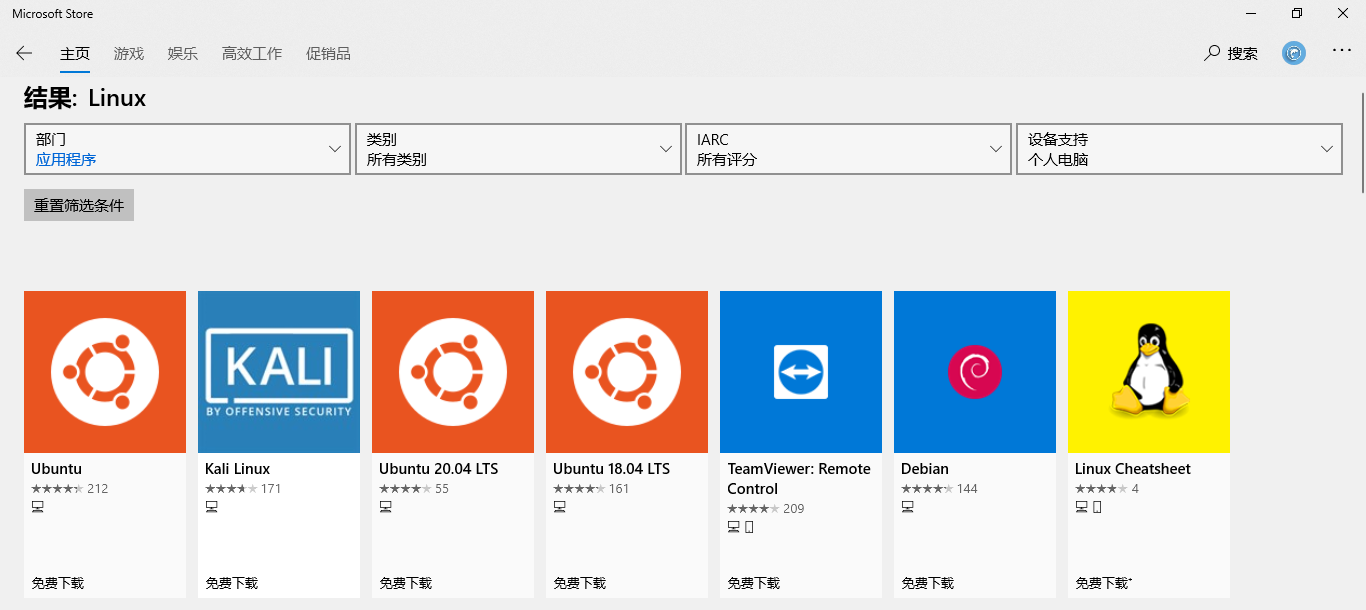 Microsoft Store
主页 游戏 娱乐 高效工作 促销品 搜索
结果: Linux
部门 类别 IARC 设备支持
应用程序 所有类别 所有评分 个人电脑
重置筛选条件
KALI
BY OFFENSIVE SECURITY
Ubuntu Kali Linux Ubuntu 20.04 LTS Ubuntu 18.04 LTS TeamViewer: Remote Debian Linux Cheatsheet
212 171 55 161 Control 144 4
209
免费下载 免费下载 免费下载 免费下载 免费下载 免费下载 免费下载+